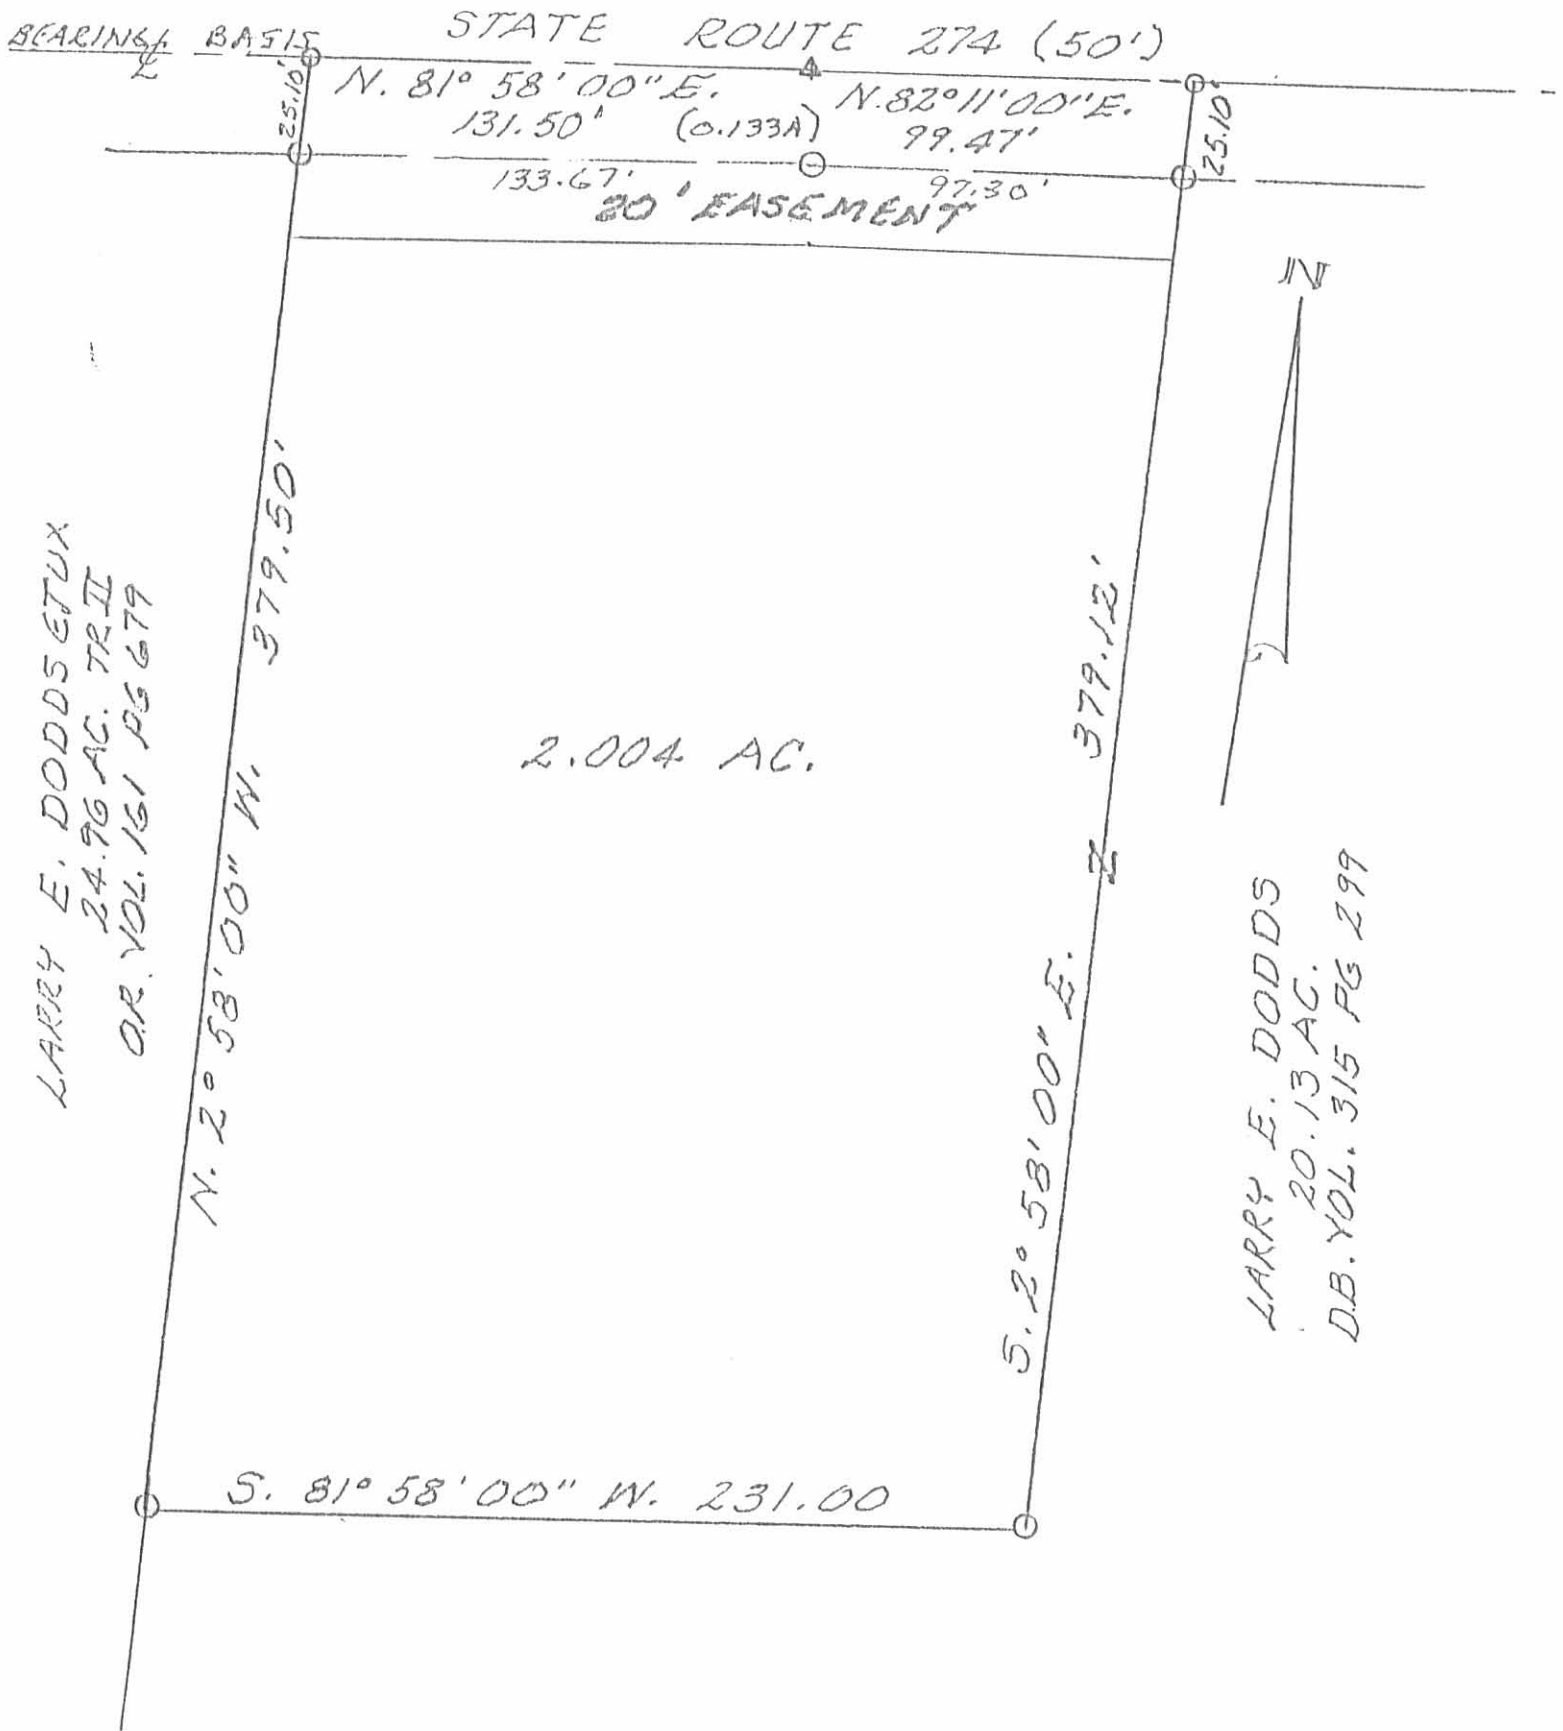 STATE ROUTE 274 (50')
BEARING BASIS
℄
25.10'
N. 81° 58' 00" E.
131.50'
(0.133A)
N. 82° 11' 00" E.
99.47'
25.10'
133.67'
97.30'
20' EASEMENT
N
379.50'
N. 2° 58' 00" W.
LARRY E. DODDS ETUX
24.96 AC. TR. II
O.R. VOL. 161 PG 679
2.004 AC.
379.12'
S. 2° 58' 00" E.
LARRY E. DODDS
20.13 AC.
D.B. VOL. 315 PG 299
S. 81° 58' 00" W. 231.00